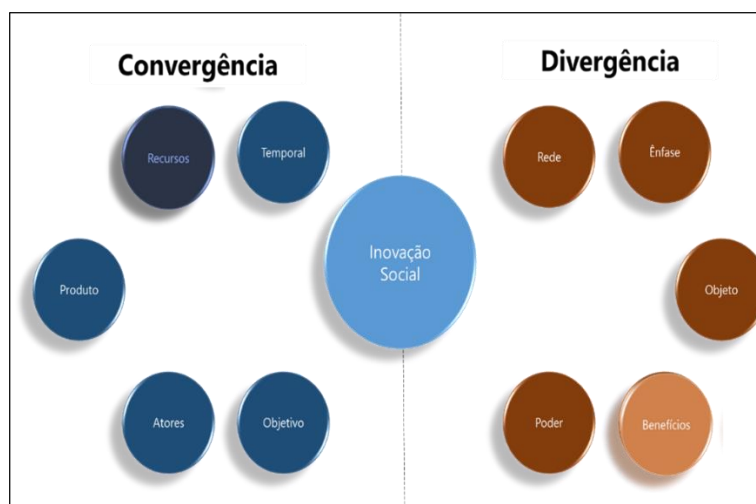 Convergência
Divergência
Recursos
Temporal
Rede
Ênfase
Inovação
Social
Produto
Objeto
Atores
Objetivo
Poder
Benefícios